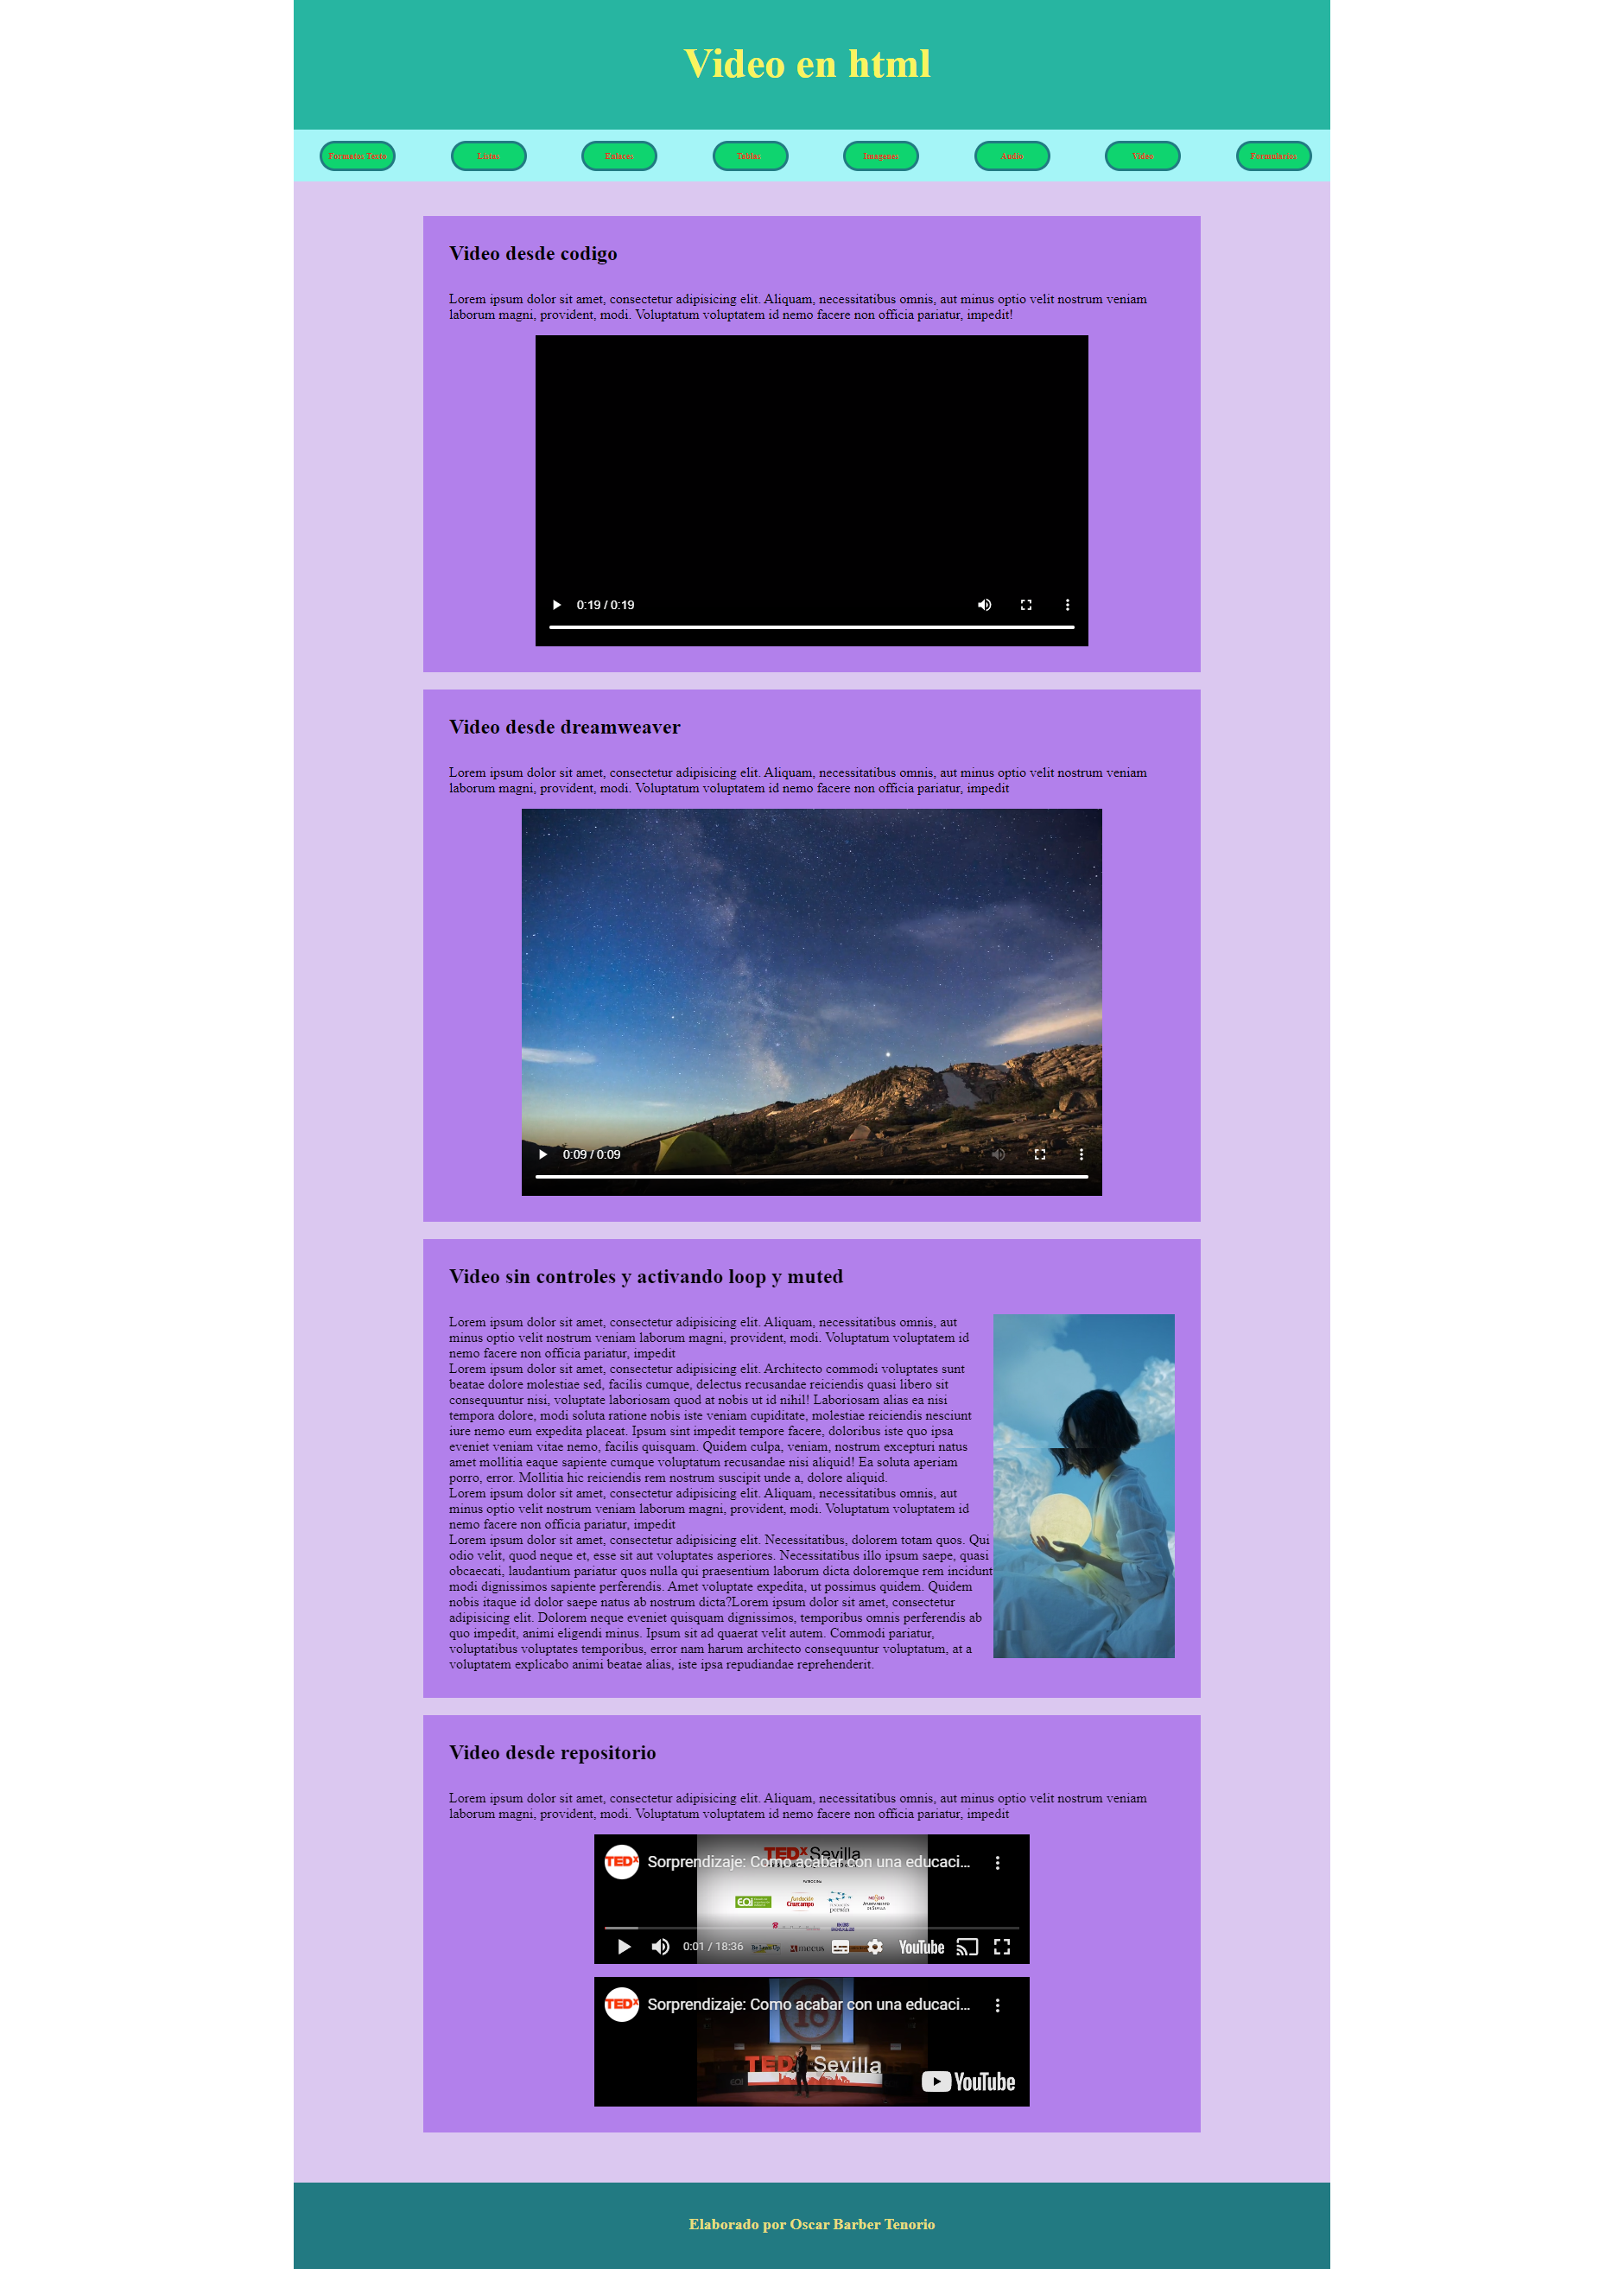 Video en html
Formatos Texto
Listas
Enlaces
Tablas
Imagenes
Audio
Video
Formularios
Video desde codigo
Lorem ipsum dolor sit amet, consectetur adipisicing elit. Aliquam, necessitatibus omnis, aut minus optio velit nostrum veniam
laborum magni, provident, modi. Voluptatum voluptatem id nemo facere non officia pariatur, impedit!
0:19 / 0:19
Video desde dreamweaver
Lorem ipsum dolor sit amet, consectetur adipisicing elit. Aliquam, necessitatibus omnis, aut minus optio velit nostrum veniam
laborum magni, provident, modi. Voluptatum voluptatem id nemo facere non officia pariatur, impedit
0:09 / 0:09
Video sin controles y activando loop y muted
Lorem ipsum dolor sit amet, consectetur adipisicing elit. Aliquam, necessitatibus omnis, aut
minus optio velit nostrum veniam laborum magni, provident, modi. Voluptatum voluptatem id
nemo facere non officia pariatur, impedit
Lorem ipsum dolor sit amet, consectetur adipisicing elit. Architecto commodi voluptates sunt
beatae dolore molestiae sed, facilis cumque, delectus recusandae reiciendis quasi libero sit
consequuntur nisi, voluptate laboriosam quod at nobis ut id nihil! Laboriosam alias ea nisi
tempora dolore, modi soluta ratione nobis iste veniam cupiditate, molestiae reiciendis nesciunt
iure nemo eum expedita placeat. Ipsum sint impedit tempore facere, doloribus iste quo ipsa
eveniet veniam vitae nemo, facilis quisquam. Quidem culpa, veniam, nostrum excepturi natus
amet mollitia eaque sapiente cumque voluptatum recusandae nisi aliquid! Ea soluta aperiam
porro, error. Mollitia hic reiciendis rem nostrum suscipit unde a, dolore aliquid.
Lorem ipsum dolor sit amet, consectetur adipisicing elit. Aliquam, necessitatibus omnis, aut
minus optio velit nostrum veniam laborum magni, provident, modi. Voluptatum voluptatem id
nemo facere non officia pariatur, impedit
Lorem ipsum dolor sit amet, consectetur adipisicing elit. Necessitatibus, dolorem totam quos. Qui
odio velit, quod neque et, esse sit aut voluptates asperiores. Necessitatibus illo ipsum saepe, quasi
obcaecati, laudantium pariatur quos nulla qui praesentium laborum dicta doloremque rem incidunt
modi dignissimos sapiente perferendis. Amet voluptate expedita, ut possimus quidem. Quidem
nobis itaque id dolor saepe natus ab nostrum dicta?Lorem ipsum dolor sit amet, consectetur
adipisicing elit. Dolorem neque eveniet quisquam dignissimos, temporibus omnis perferendis ab
quo impedit, animi eligendi minus. Ipsum sit ad quaerat velit autem. Commodi pariatur,
voluptatibus voluptates temporibus, error nam harum architecto consequuntur voluptatum, at a
voluptatem explicabo animi beatae alias, iste ipsa repudiandae reprehenderit.
Video desde repositorio
Lorem ipsum dolor sit amet, consectetur adipisicing elit. Aliquam, necessitatibus omnis, aut minus optio velit nostrum veniam
laborum magni, provident, modi. Voluptatum voluptatem id nemo facere non officia pariatur, impedit
TEDx Sevilla
TEDx Sorprendizaje: Como acabar con una educaci...
EOI
Cruzcampo
0:01 / 18:36
YouTube
TEDx Sorprendizaje: Como acabar con una educaci...
18
TEDx Sevilla
EOI
YouTube
Elaborado por Oscar Barber Tenorio